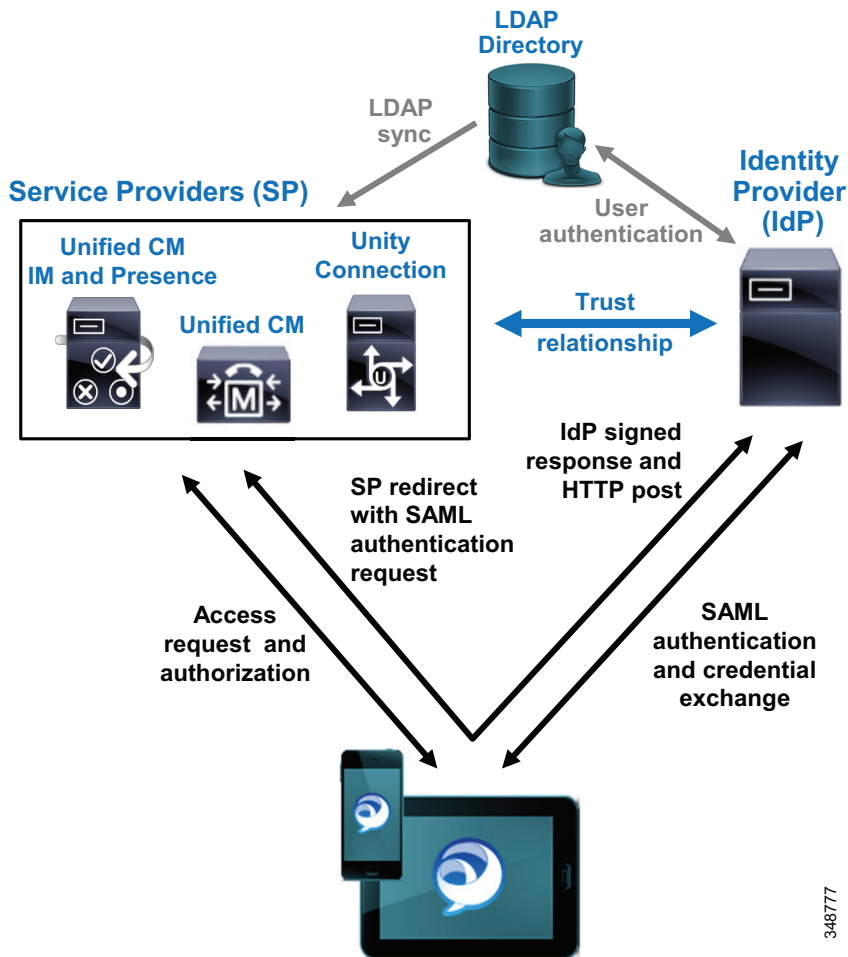 LDAP
Directory
LDAP
sync
Identity
Provider
(IdP)
Service Providers (SP)
User
authentication
Unified CM
IM and Presence
Unity
Connection
Unified CM
Trust
relationship
M
U
IdP signed
response and
HTTP post
SP redirect
with SAML
authentication
request
Access
request and
authorization
SAML
authentication
and credential
exchange
348777